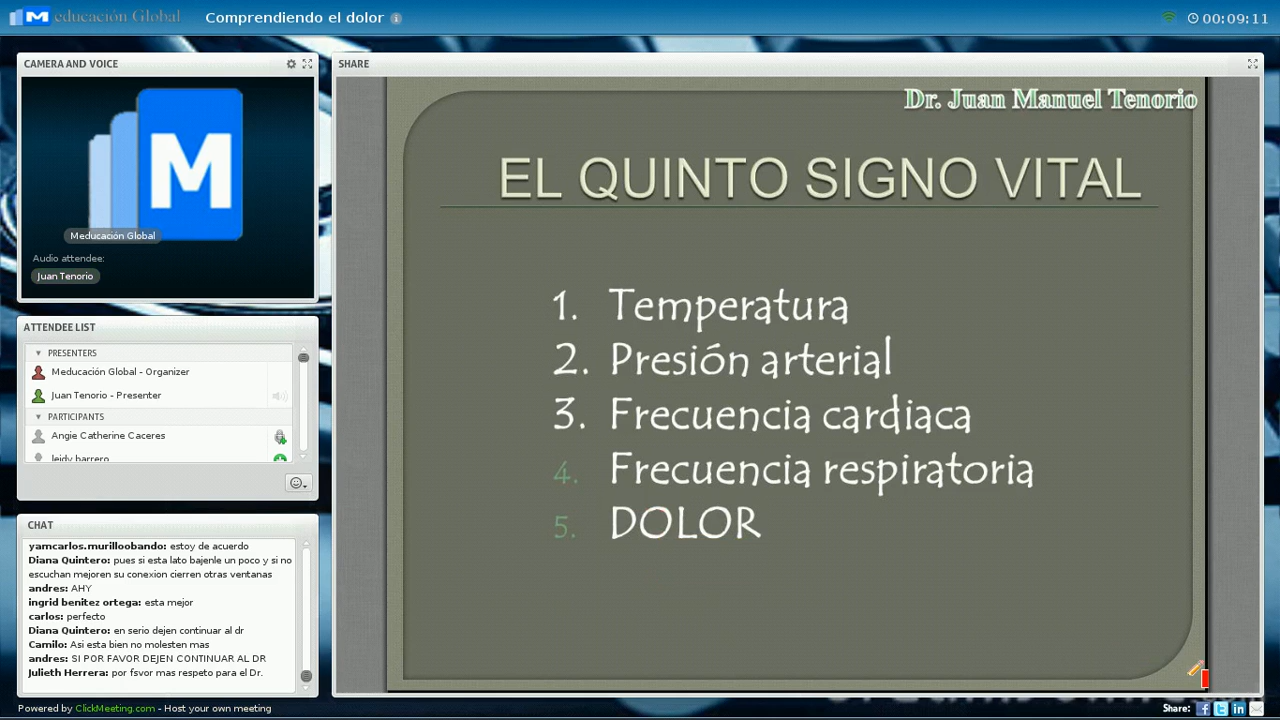 M educación Global
Comprendiendo el dolor
00:09:11
CAMERA AND VOICE
M
Meducación Global
Audio attendee:
Juan Tenorio
ATTENDEE LIST
PRESENTERS
Meducación Global - Organizer
Juan Tenorio - Presenter
PARTICIPANTS
Angie Catherine Caceres
leidy barrero
CHAT
yamcarlos.murilloobando: estoy de acuerdo
Diana Quintero: pues si esta lato bajenle un poco y si no
escuchan mejoren su conexion cierren otras ventanas
andres: AHY
ingrid benitez ortega: esta mejor
carlos: perfecto
Diana Quintero: en serio dejen continuar al dr
Camilo: Asi esta bien no molesten mas
andres: SI POR FAVOR DEJEN CONTINUAR AL DR
Julieth Herrera: por fsvor mas respeto para el Dr.
SHARE
Dr. Juan Manuel Tenorio
EL QUINTO SIGNO VITAL
1. Temperatura
2. Presión arterial
3. Frecuencia cardiaca
4. Frecuencia respiratoria
5. DOLOR
Powered by ClickMeeting.com - Host your own meeting
Share: